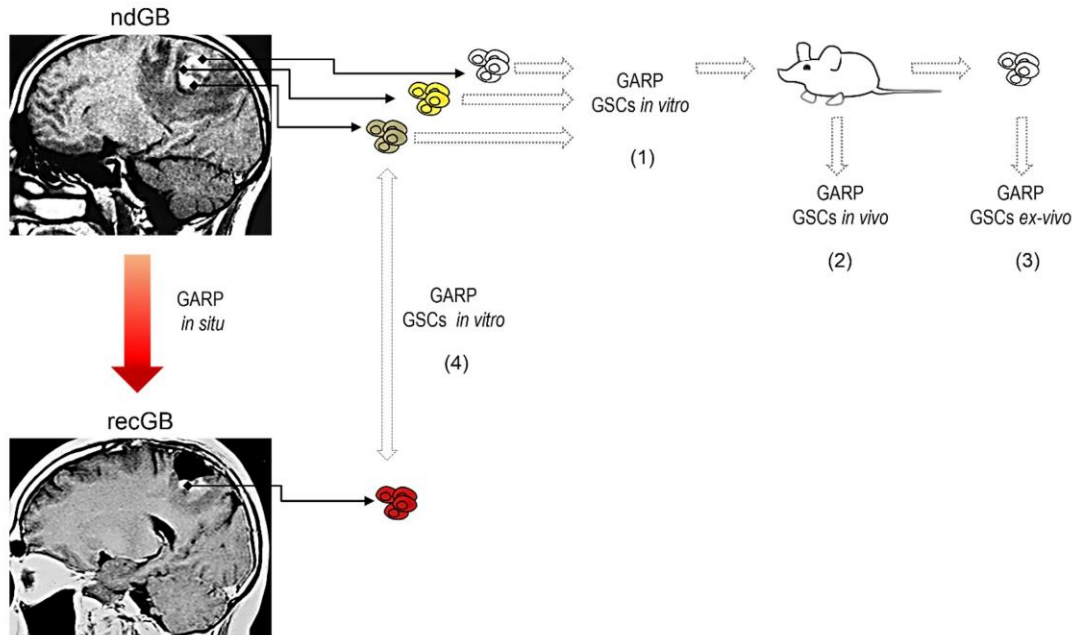 ndGB
GARP
GSCs in vitro
(1)
GARP
GSCs in vivo
(2)
GARP
GSCs ex-vivo
(3)
GARP
in situ
GARP
GSCs in vitro
(4)
recGB